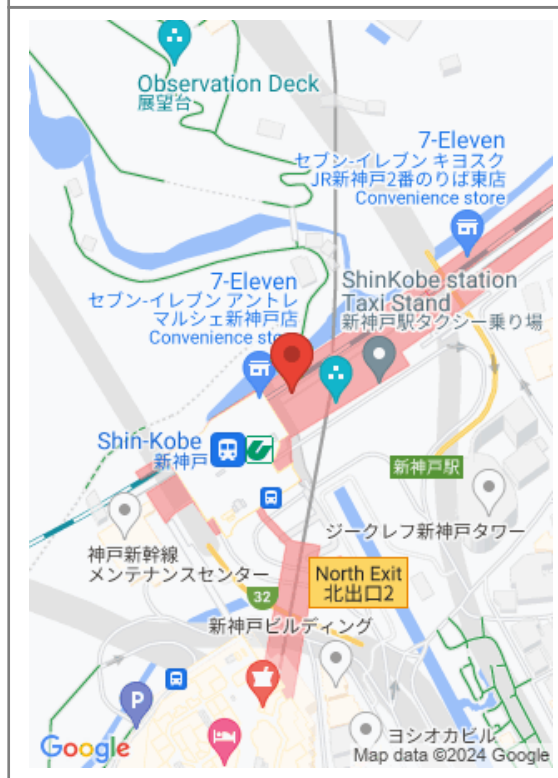 Observation Deck
展望台
7-Eleven
セブン-イレブン キヨスク
JR新神戸2番のりば東店
Convenience store
7-Eleven
セブン-イレブン アントレ
マルシェ新神戸店
Convenience
ShinKobe station
Taxi Stand
新神戸駅タクシー乗り場
Shin-Kobe
新神戸
新神戸駅
ジークレフ新神戸タワー
神戸新幹線
メンテナンスセンター
North Exit
北出口2
32
新神戸ビルディング
P
ヨシオカビル
Google
Map data ©2024 Google